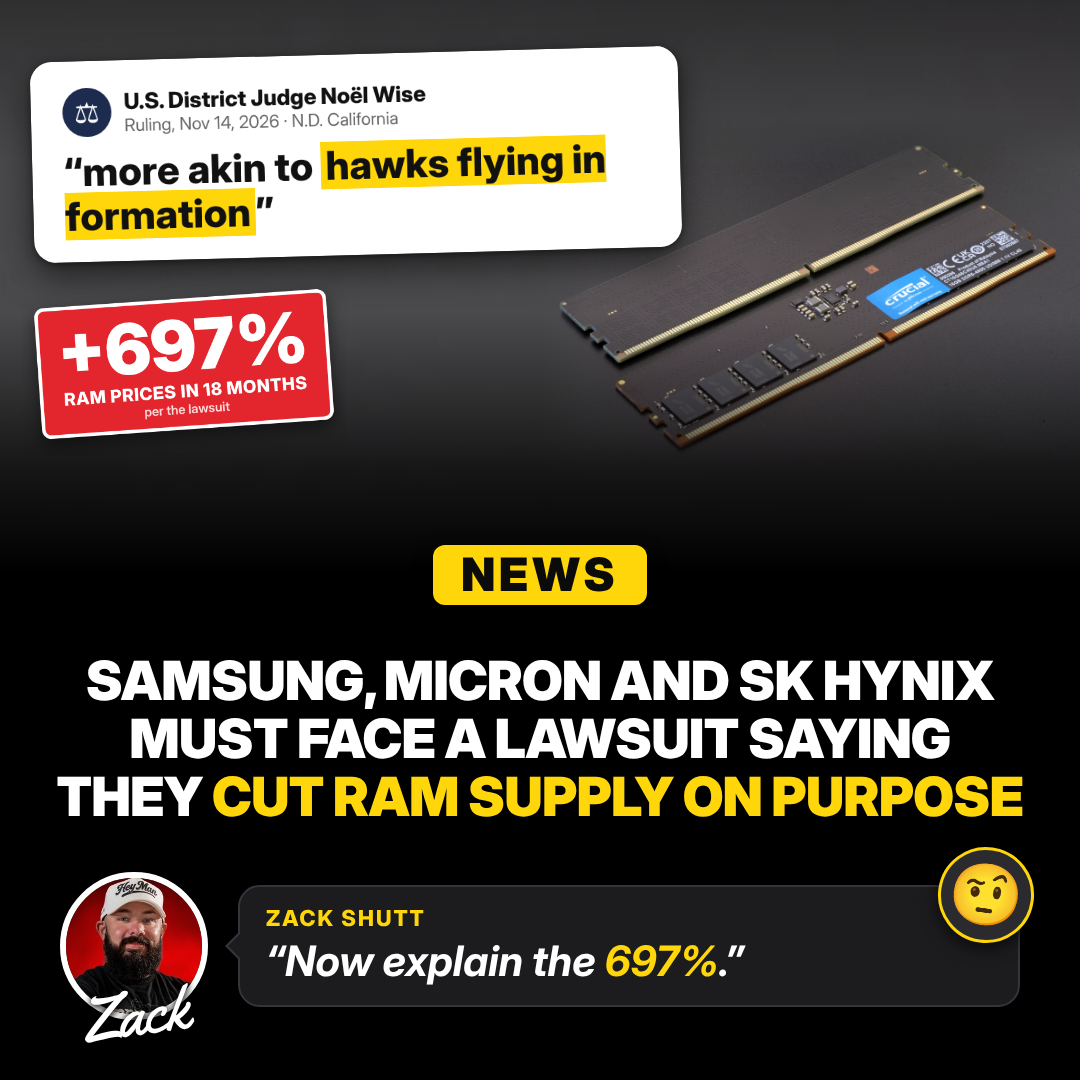 U.S. District Judge Noël Wise
Ruling, Nov 14, 2026 · N.D. California
“more akin to hawks flying in
formation”
+697%
RAM PRICES IN 18 MONTHS
per the lawsuit
crucial
NEWS
SAMSUNG, MICRON AND SK HYNIX
MUST FACE A LAWSUIT SAYING
THEY CUT RAM SUPPLY ON PURPOSE
Hey Man
ZACK SHUTT
“Now explain the 697%.”
Zack